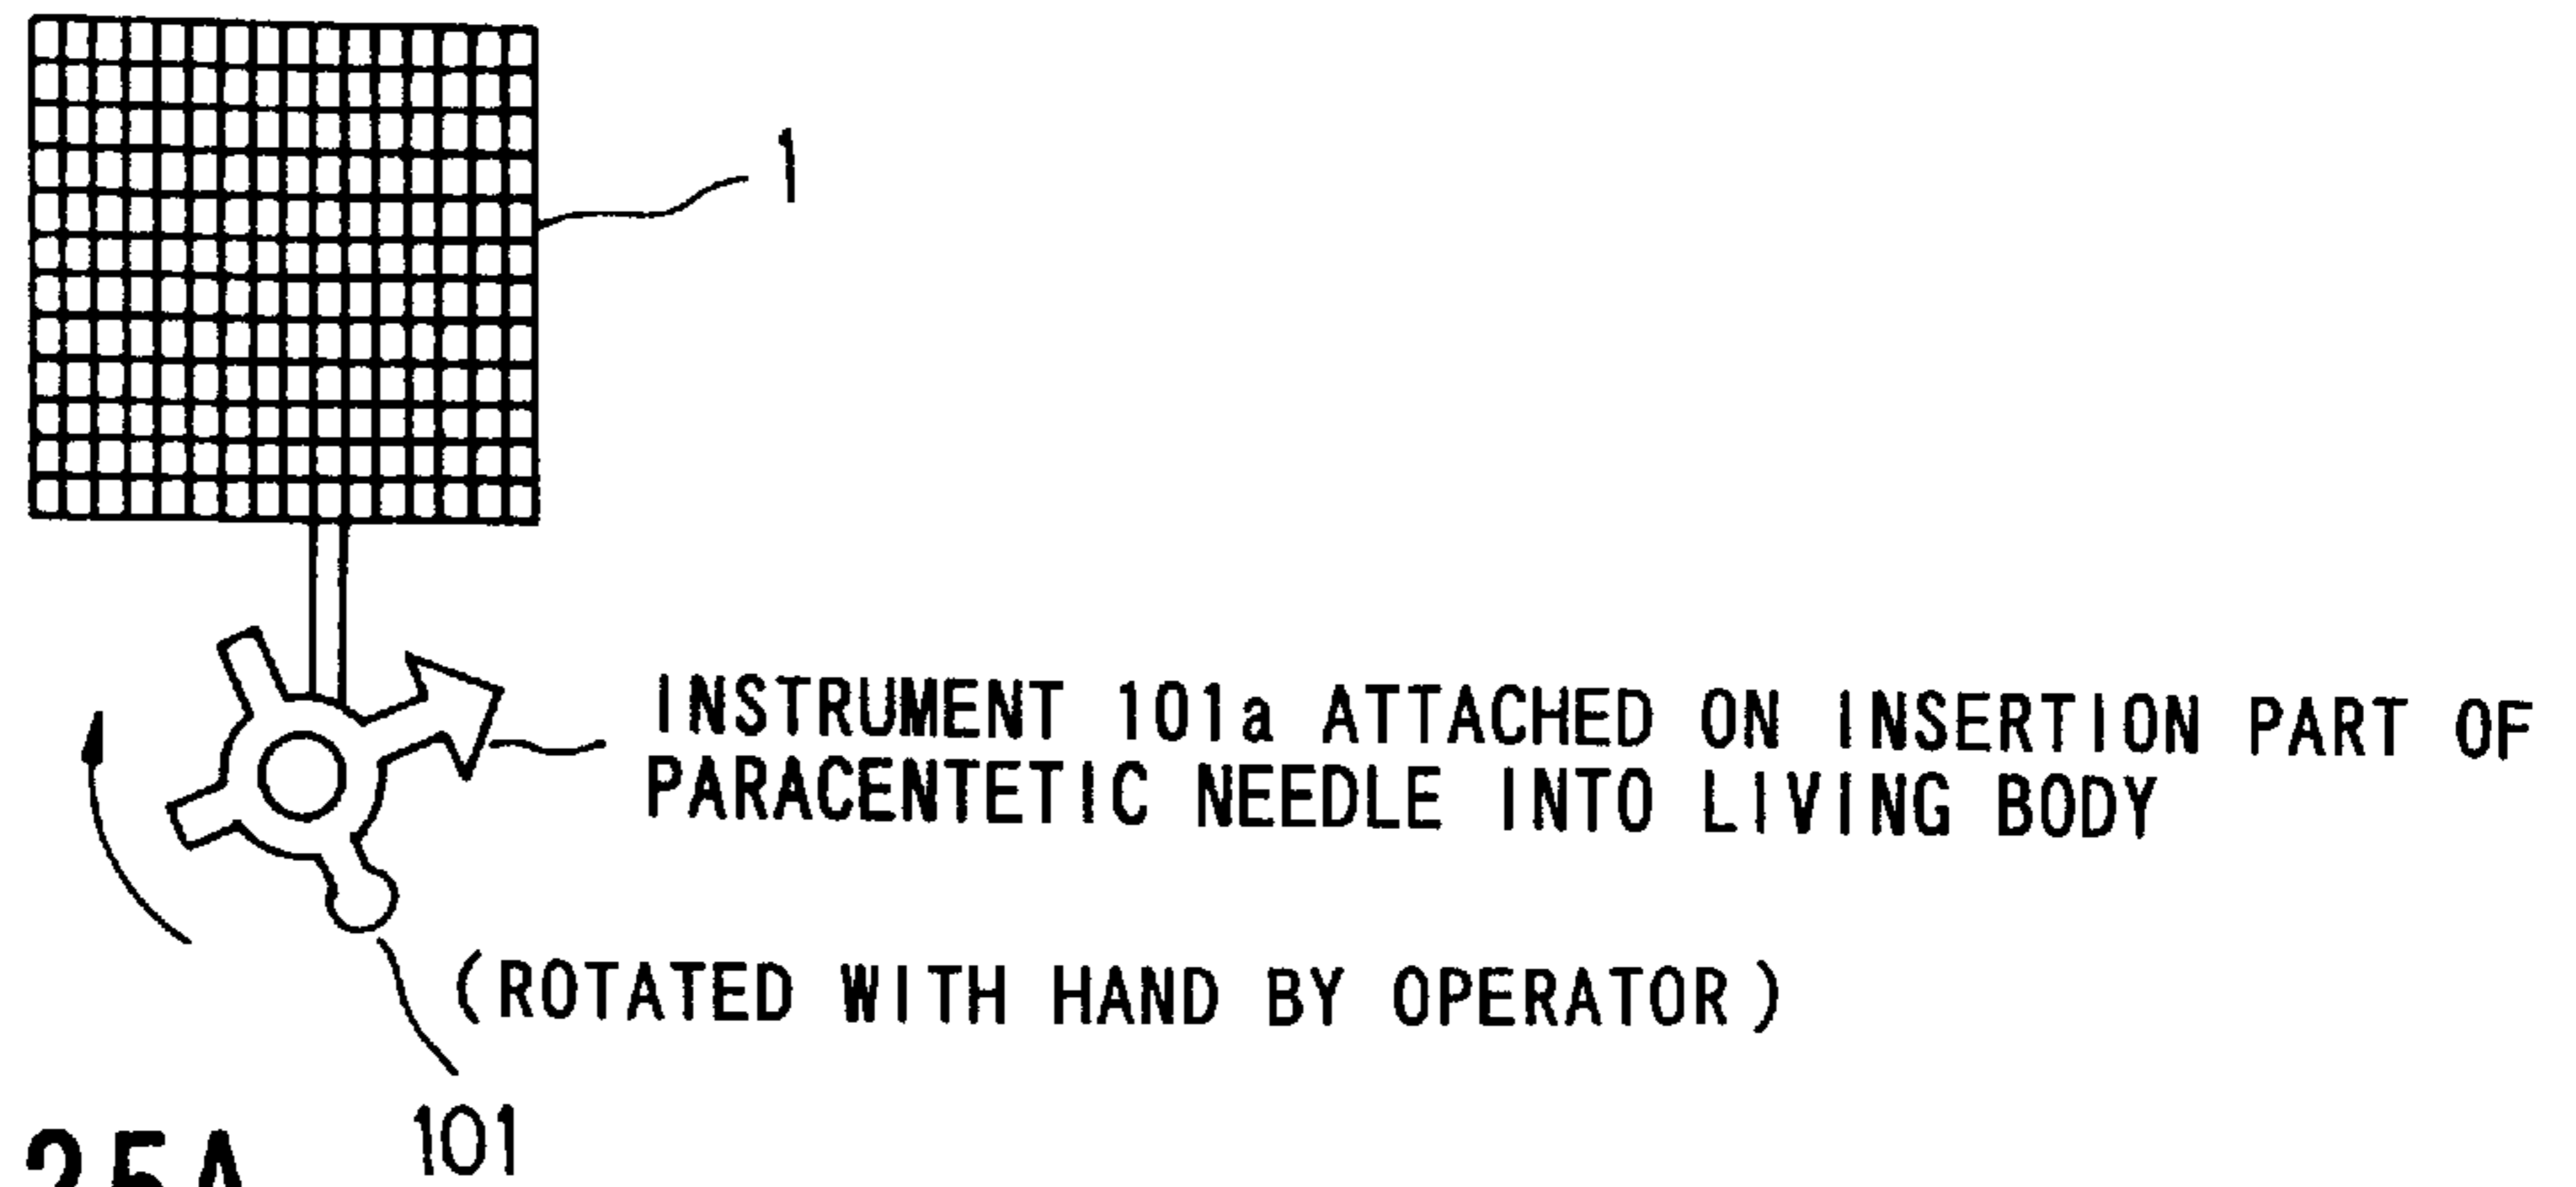 1
INSTRUMENT 101a ATTACHED ON INSERTION PART OF
PARACENTETIC NEEDLE INTO LIVING BODY
(ROTATED WITH HAND BY OPERATOR)
101
25A